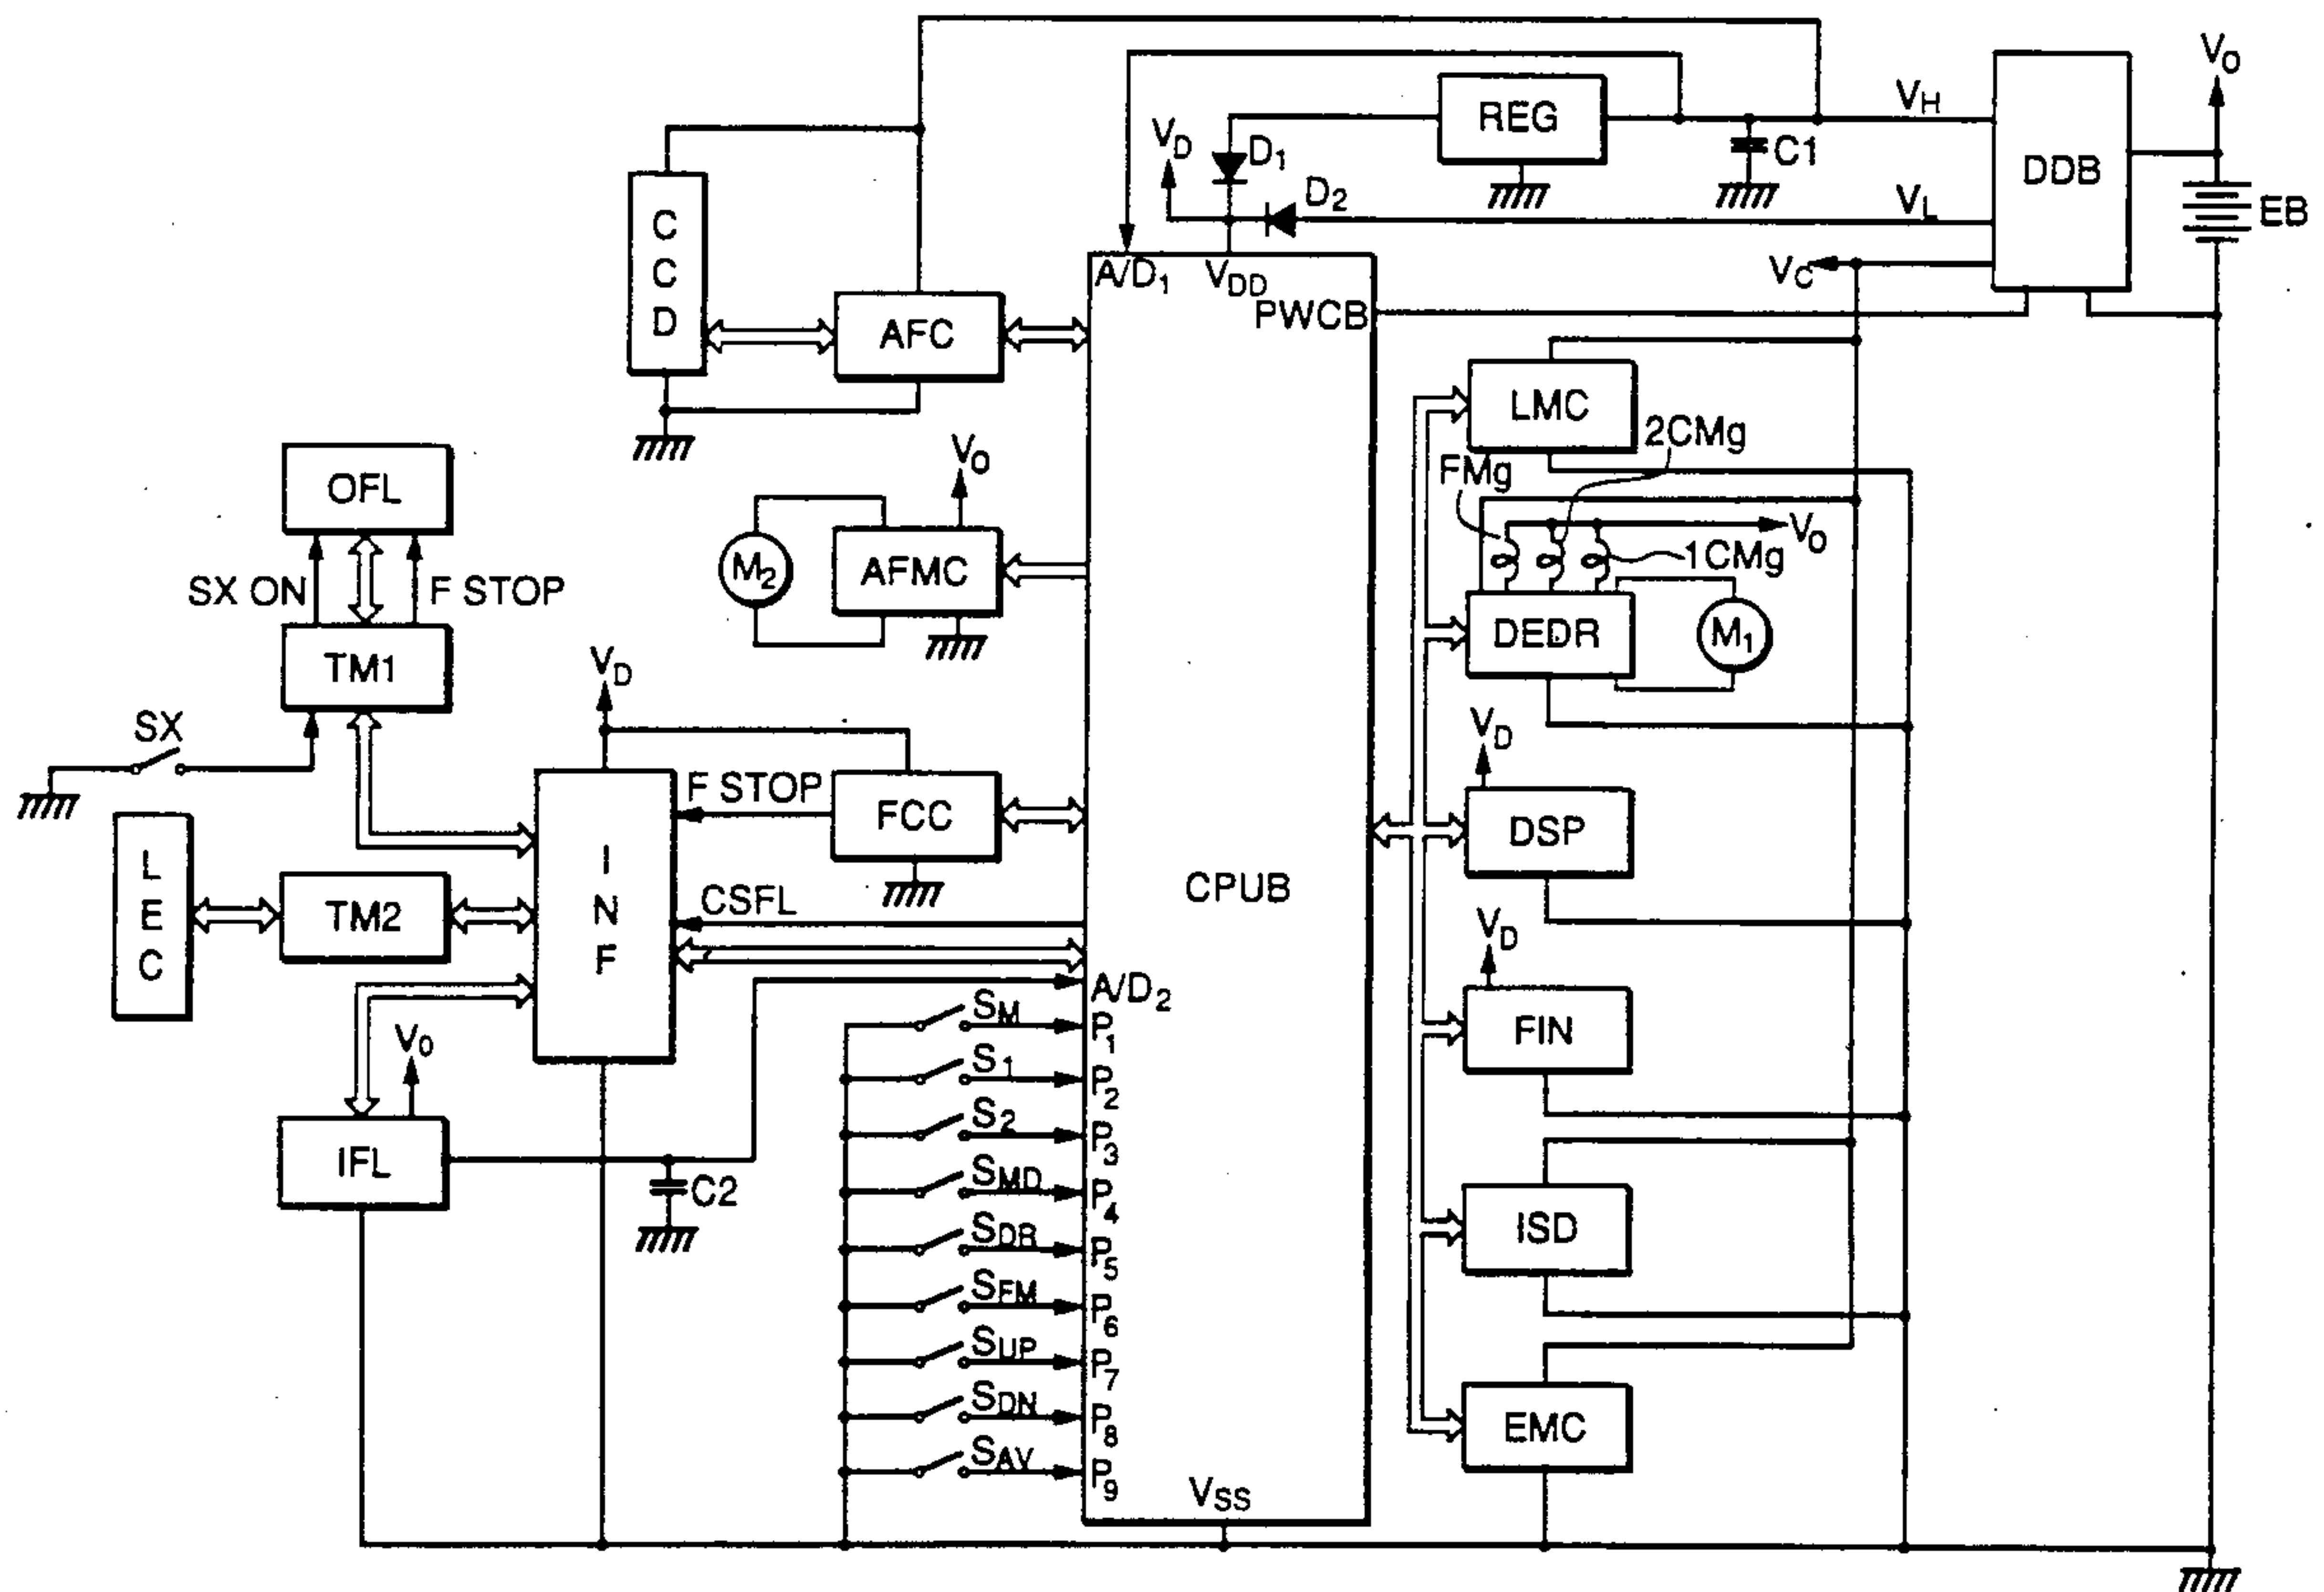 V0
VH
REG
C1
DDB
VD
D1
D2
VL
EB
C
C
D
A/D1
VDD
VC
PWCB
AFC
LMC
2CMg
FMg
V0
OFL
V0
1CMg
M2
AFMC
SX ON
F STOP
DEDR
M1
TM1
VD
SX
VD
F STOP
FCC
DSP
L
E
C
I
N
F
CPUB
CSFL
TM2
VD
A/D2
SM
P1
FIN
V0
S1
P2
S2
P3
IFL
C2
SMD
P4
ISD
SDR
P5
SFM
P6
SUP
P7
SDN
P8
EMC
SAV
P9
VSS